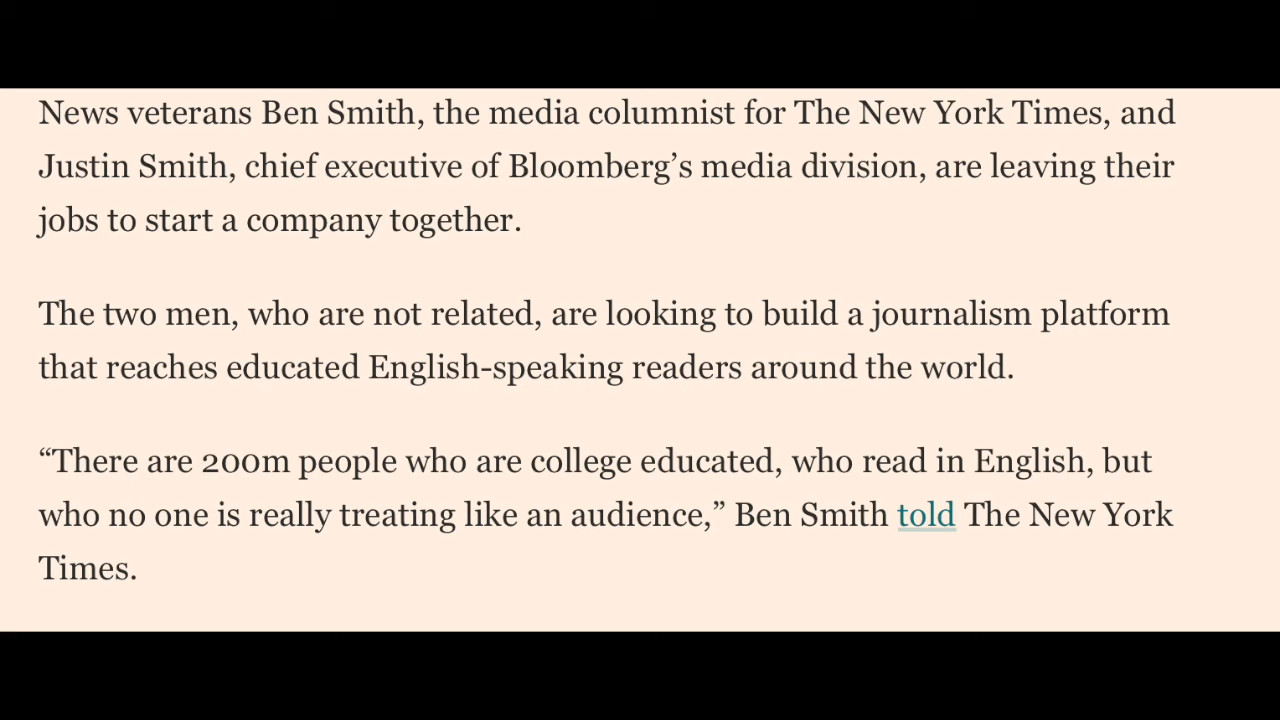 News veterans Ben Smith, the media columnist for The New York Times, and
Justin Smith, chief executive of Bloomberg’s media division, are leaving their
jobs to start a company together.
The two men, who are not related, are looking to build a journalism platform
that reaches educated English-speaking readers around the world.
“There are 200m people who are college educated, who read in English, but
who no one is really treating like an audience,” Ben Smith told The New York
Times.